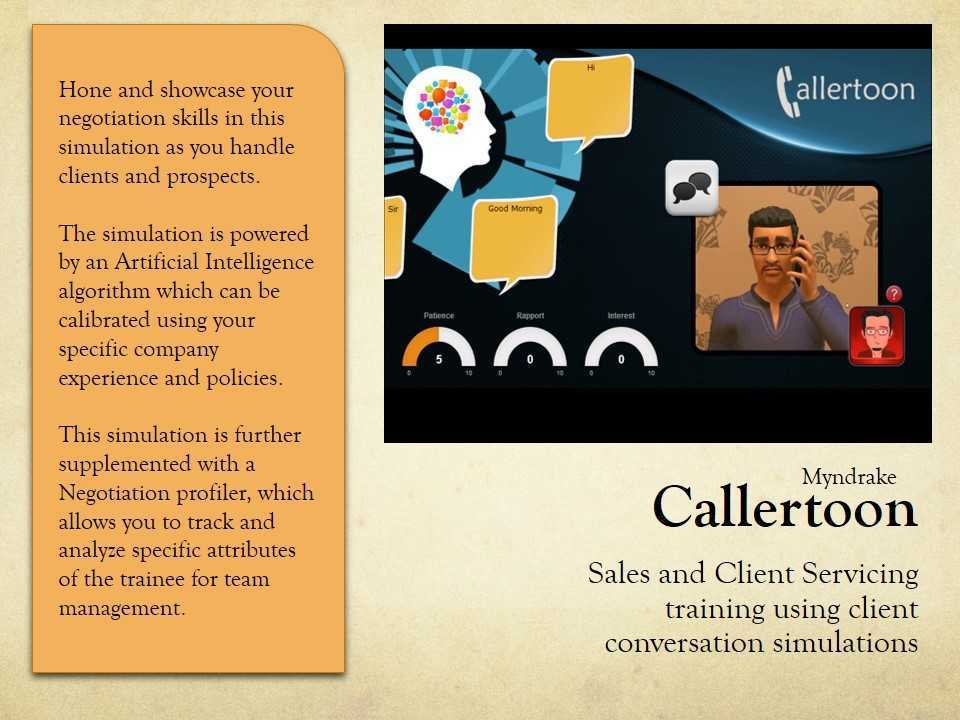 Hone and showcase your
negotiation skills in this
simulation as you handle
clients and prospects.
The simulation is powered
by an Artificial Intelligence
algorithm which can be
calibrated using your
specific company
experience and policies.
This simulation is further
supplemented with a
Negotiation profiler, which
allows you to track and
analyze specific attributes
of the trainee for team
management.
Hi
Callertoon
Sir
Good Morning
?
Patience
Rapport
Interest
5
0
0
0
10
0
10
0
10
Myndrake
Callertoon
Sales and Client Servicing
training using client
conversation simulations